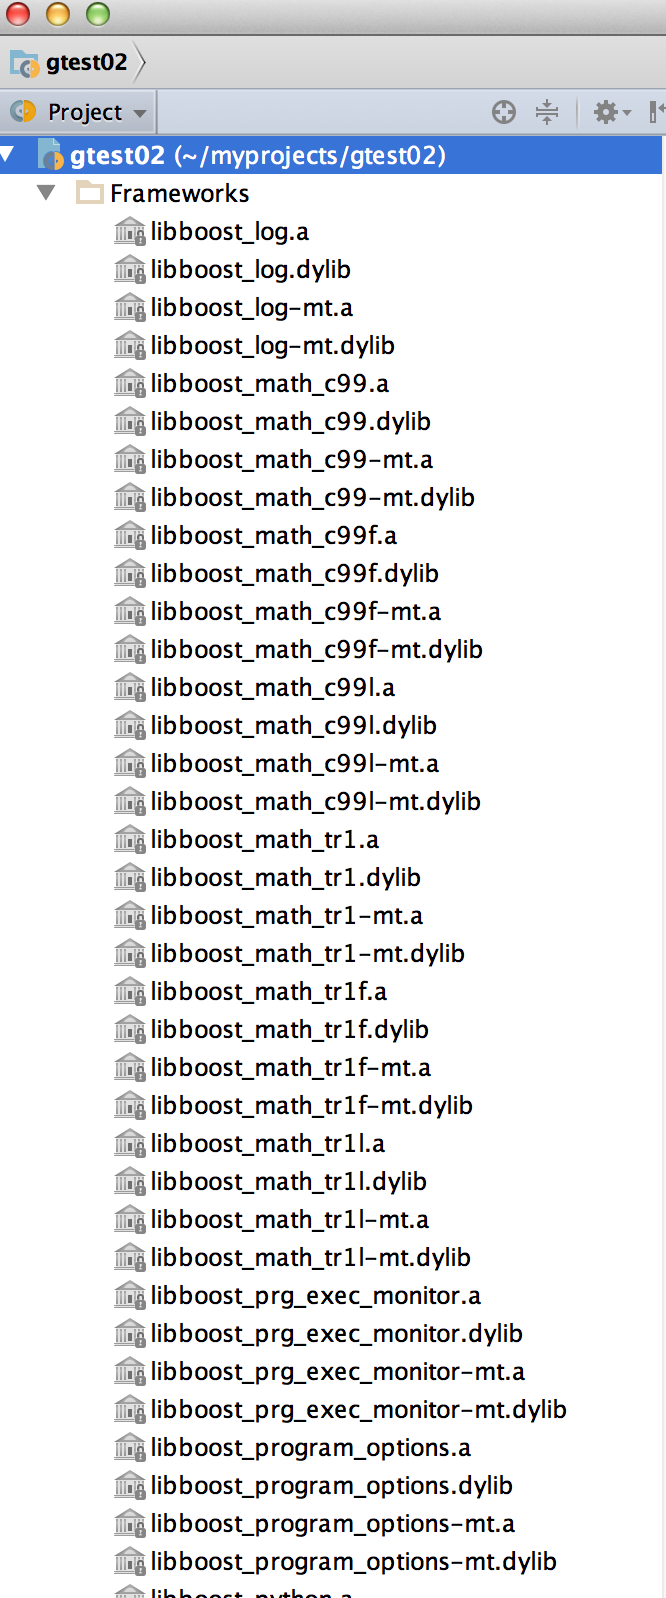 gtest02
Project
gtest02 (~/myprojects/gtest02)
Frameworks
libboost_log.a
libboost_log.dylib
libboost_log-mt.a
libboost_log-mt.dylib
libboost_math_c99.a
libboost_math_c99.dylib
libboost_math_c99-mt.a
libboost_math_c99-mt.dylib
libboost_math_c99f.a
libboost_math_c99f.dylib
libboost_math_c99f-mt.a
libboost_math_c99f-mt.dylib
libboost_math_c99l.a
libboost_math_c99l.dylib
libboost_math_c99l-mt.a
libboost_math_c99l-mt.dylib
libboost_math_tr1.a
libboost_math_tr1.dylib
libboost_math_tr1-mt.a
libboost_math_tr1-mt.dylib
libboost_math_tr1f.a
libboost_math_tr1f.dylib
libboost_math_tr1f-mt.a
libboost_math_tr1f-mt.dylib
libboost_math_tr1l.a
libboost_math_tr1l.dylib
libboost_math_tr1l-mt.a
libboost_math_tr1l-mt.dylib
libboost_prg_exec_monitor.a
libboost_prg_exec_monitor.dylib
libboost_prg_exec_monitor-mt.a
libboost_prg_exec_monitor-mt.dylib
libboost_program_options.a
libboost_program_options.dylib
libboost_program_options-mt.a
libboost_program_options-mt.dylib
libboost_python.a